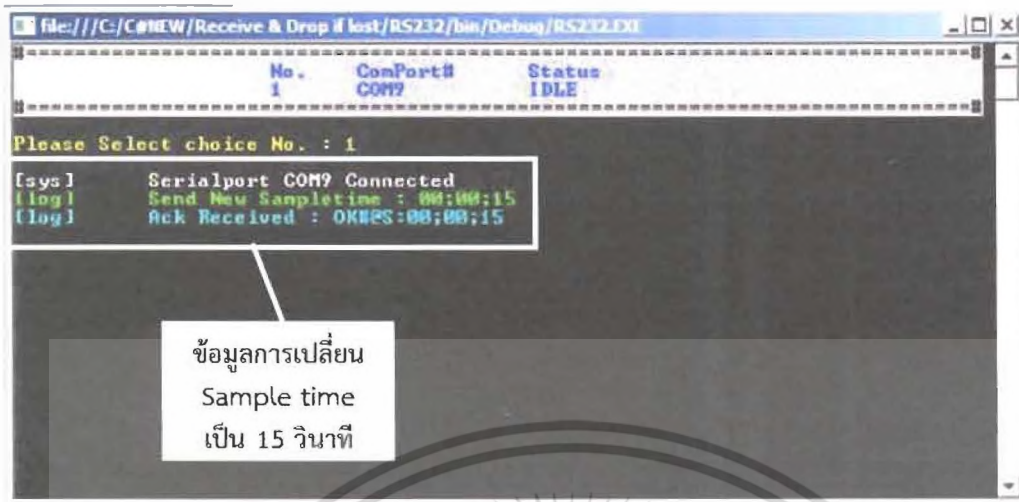 file:///C:/C#NEW/Receive & Drop if lost/RS232/bin/Debug/RS232.EXE
No. ComPort# Status
1 COM9 IDLE
Please Select choice No. : 1
[sys] Serialport COM9 Connected
[log] Send New Sampletime : 00;00;15
[log] Ack Received : OK#@S:00;00;15
ข้อมูลการเปลี่ยน
Sample time
เป็น 15 วินาที